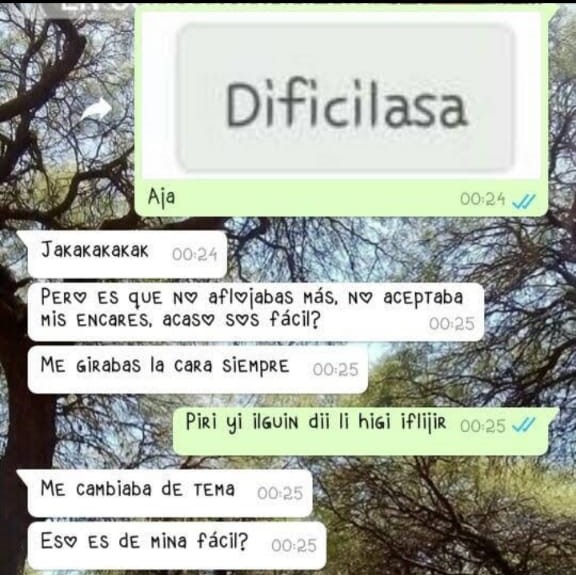 Dificilasa
Aja 00:24
Jakakakakak 00:24
Pero es que no aflojabas más, no aceptaba
mis encares, acaso sos fácil? 00:25
Me girabas la cara siempre 00:25
Piri yi ilguin dii li higi iflijir 00:25
Me cambiaba de tema 00:25
Eso es de mina fácil? 00:25